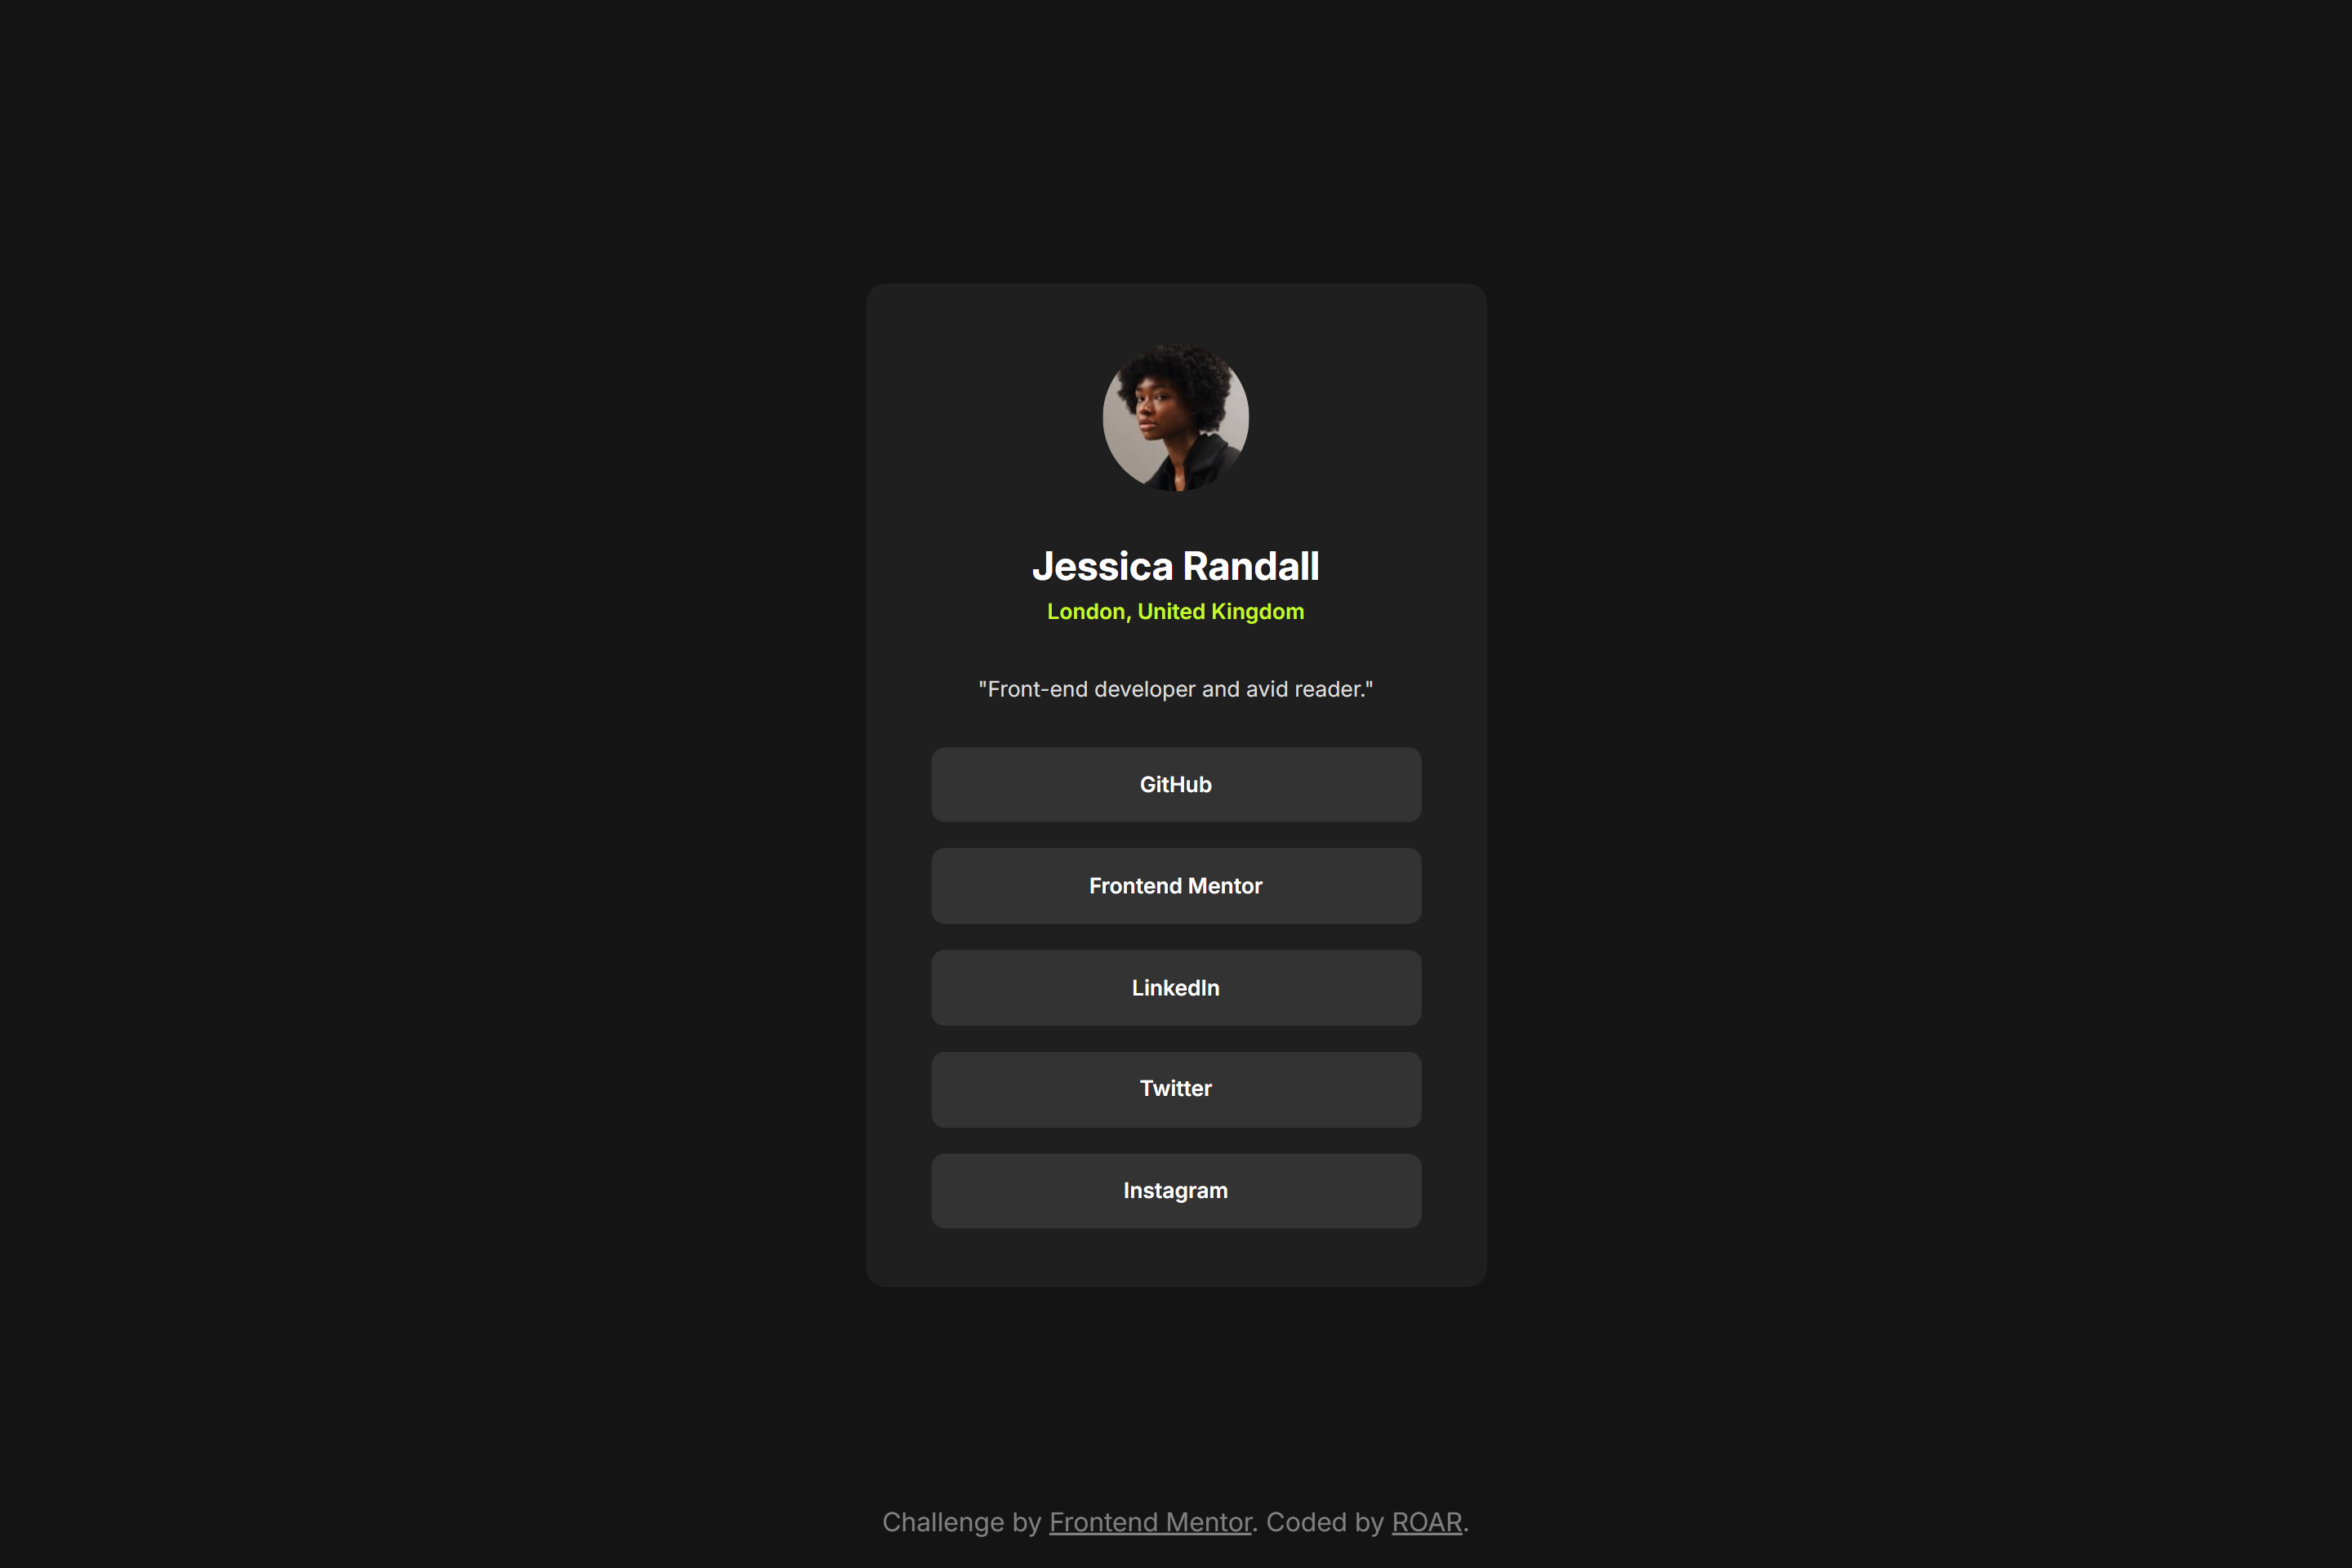 Jessica Randall
London, United Kingdom
"Front-end developer and avid reader."
GitHub
Frontend Mentor
LinkedIn
Twitter
Instagram
Challenge by Frontend Mentor. Coded by ROAR.